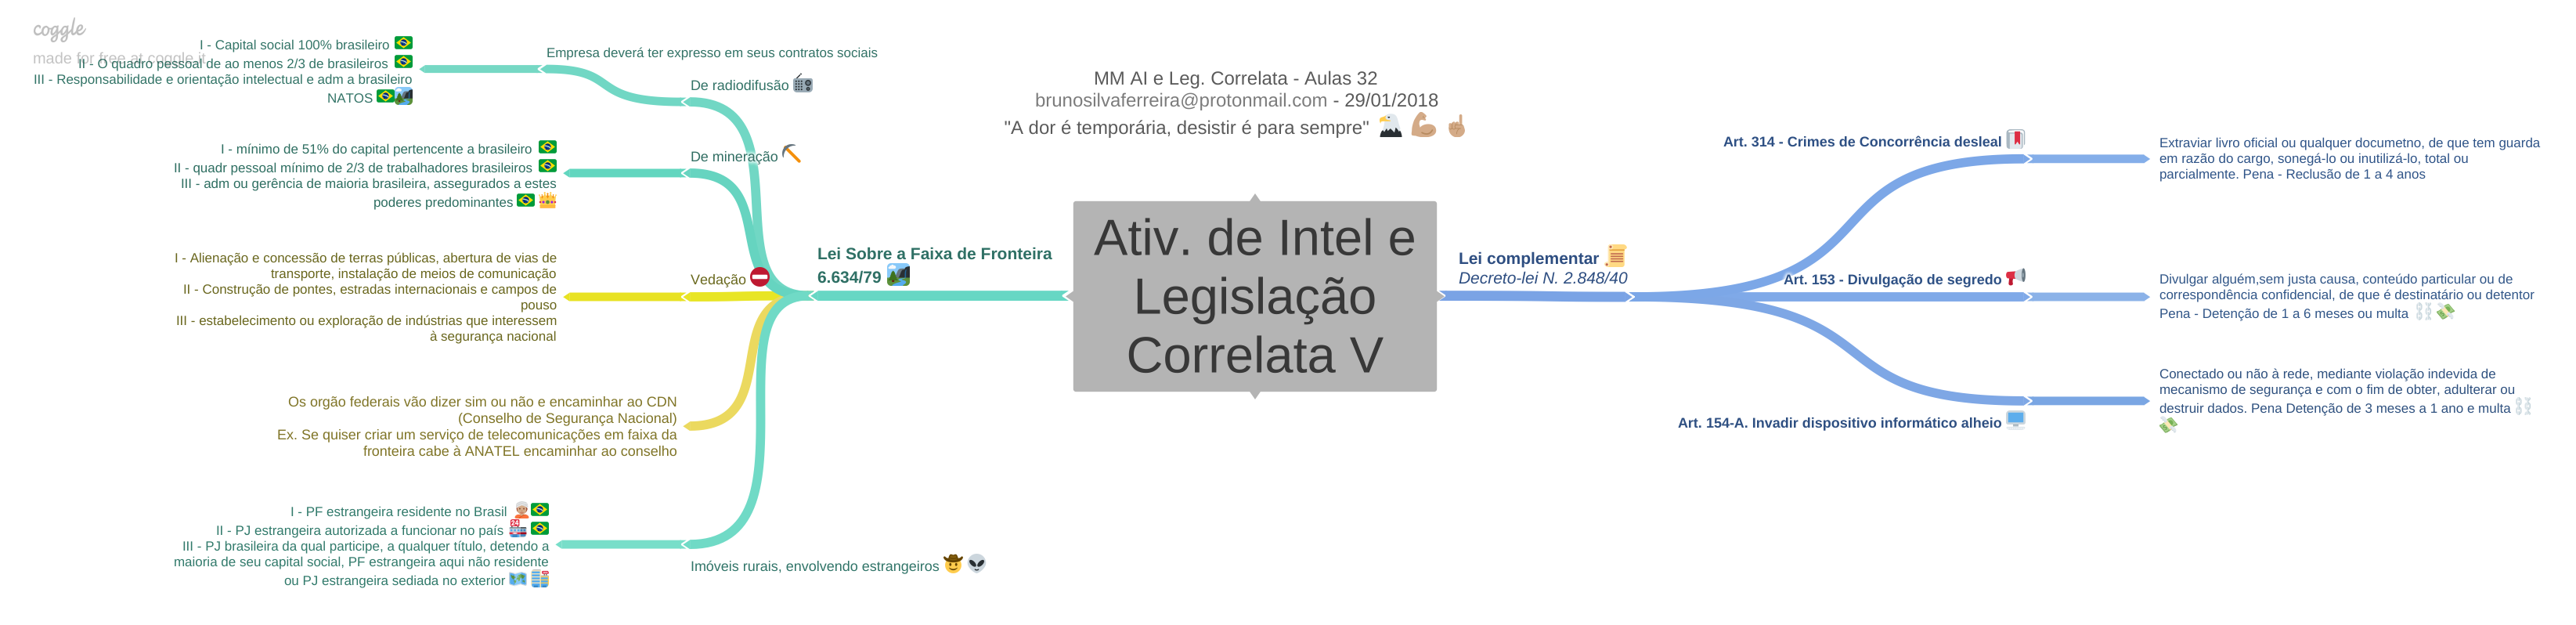 coggle
made for free at coggle.it
I - Capital social 100% brasileiro
II - O quadro pessoal de ao menos 2/3 de brasileiros
III - Responsabilidade e orientação intelectual e adm a brasileiro
NATOS
Empresa deverá ter expresso em seus contratos sociais
De radiodifusão
I - mínimo de 51% do capital pertencente a brasileiro
II - quadr pessoal mínimo de 2/3 de trabalhadores brasileiros
III - adm ou gerência de maioria brasileira, assegurados a estes
poderes predominantes
De mineração
I - Alienação e concessão de terras públicas, abertura de vias de
transporte, instalação de meios de comunicação
II - Construção de pontes, estradas internacionais e campos de
pouso
III - estabelecimento ou exploração de indústrias que interessem
à segurança nacional
Vedação
Os orgão federais vão dizer sim ou não e encaminhar ao CDN
(Conselho de Segurança Nacional)
Ex. Se quiser criar um serviço de telecomunicações em faixa da
fronteira cabe à ANATEL encaminhar ao conselho
I - PF estrangeira residente no Brasil
II - PJ estrangeira autorizada a funcionar no país
III - PJ brasileira da qual participe, a qualquer título, detendo a
maioria de seu capital social, PF estrangeira aqui não residente
ou PJ estrangeira sediada no exterior
Imóveis rurais, envolvendo estrangeiros
Lei Sobre a Faixa de Fronteira
6.634/79
MM AI e Leg. Correlata - Aulas 32
brunosilvaferreira@protonmail.com - 29/01/2018
"A dor é temporária, desistir é para sempre"
Ativ. de Intel e
Legislação
Correlata V
Lei complementar
Decreto-lei N. 2.848/40
Art. 314 - Crimes de Concorrência desleal
Extraviar livro oficial ou qualquer documetno, de que tem guarda
em razão do cargo, sonegá-lo ou inutilizá-lo, total ou
parcialmente. Pena - Reclusão de 1 a 4 anos
Art. 153 - Divulgação de segredo
Divulgar alguém,sem justa causa, conteúdo particular ou de
correspondência confidencial, de que é destinatário ou detentor
Pena - Detenção de 1 a 6 meses ou multa
Art. 154-A. Invadir dispositivo informático alheio
Conectado ou não à rede, mediante violação indevida de
mecanismo de segurança e com o fim de obter, adulterar ou
destruir dados. Pena Detenção de 3 meses a 1 ano e multa